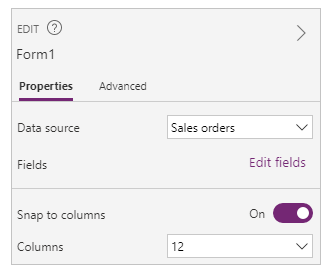 EDIT ?
Form1
Properties Advanced
Data source Sales orders
Fields Edit fields
Snap to columns On
Columns 12